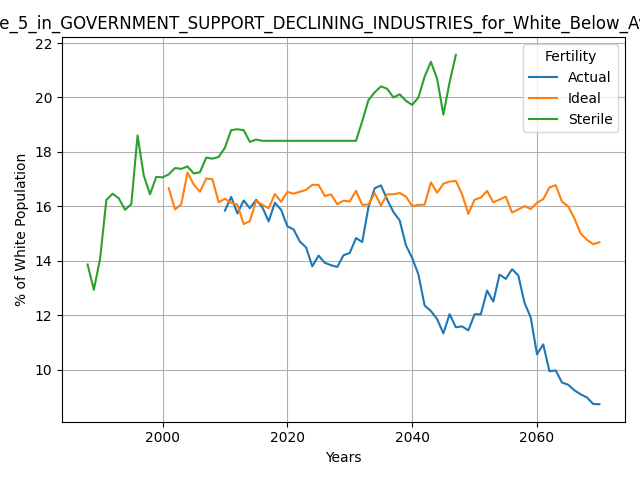 e_5_in_GOVERNMENT_SUPPORT_DECLINING_INDUSTRIES_for_White_Below_Av
Fertility
Actual
Ideal
Sterile
% of White Population
22
20
18
16
14
12
10
2000
2020
2040
2060
Years